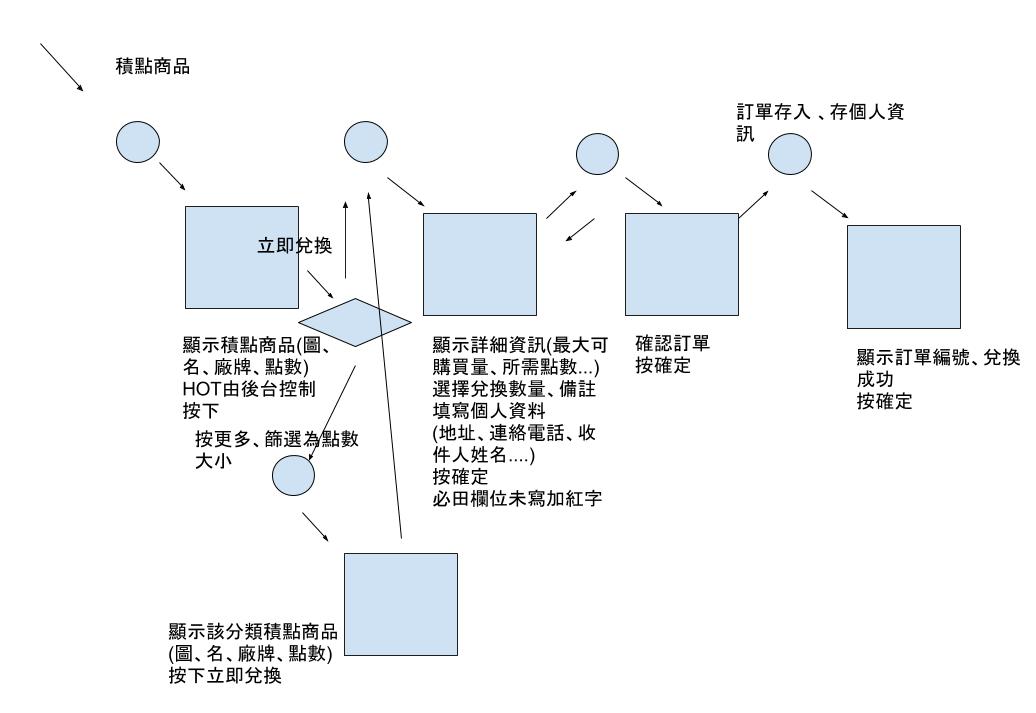 積點商品
訂單存入 、存個人資
訊
立即兌換
顯示積點商品(圖、
名、廠牌、點數)
HOT由後台控制
按下
按更多、篩選為點數
大小
顯示詳細資訊(最大可
購買量、所需點數...)
選擇兌換數量、備註
填寫個人資料
(地址、連絡電話、收
件人姓名....)
按確定
必田欄位未寫加紅字
確認訂單
按確定
顯示訂單編號、兌換
成功
按確定
顯示該分類積點商品
(圖、名、廠牌、點數)
按下立即兌換